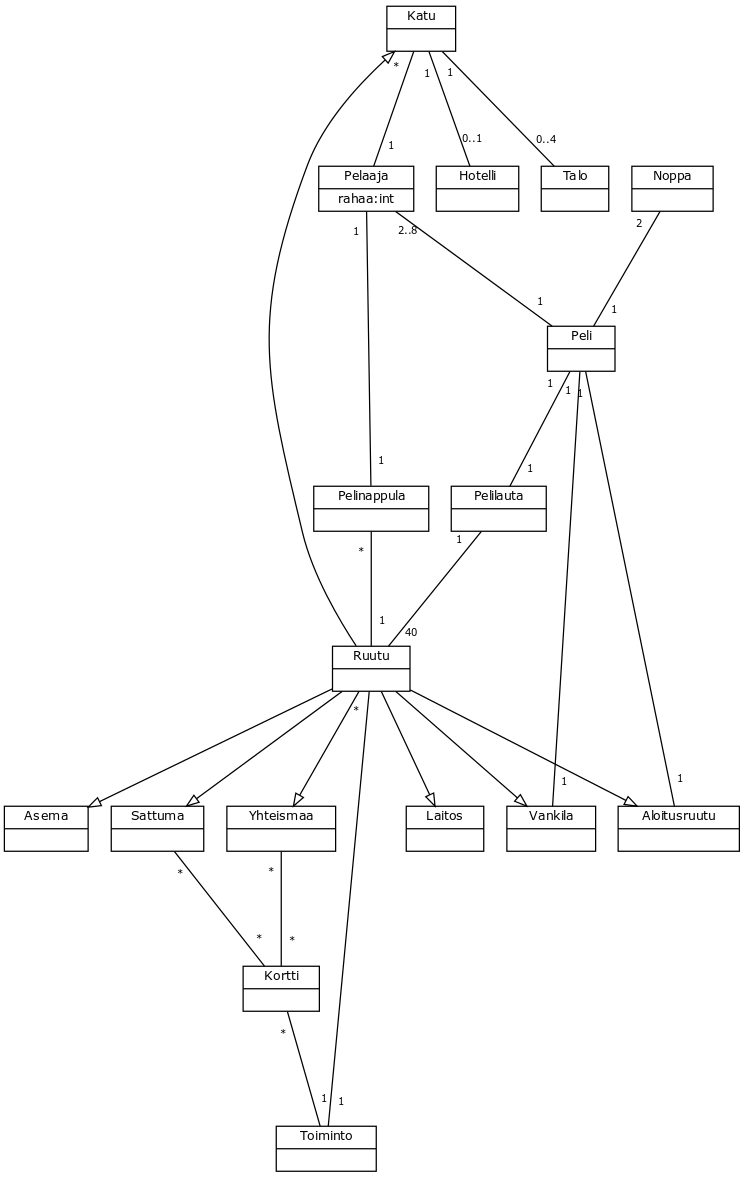 Katu
*
1
1
1
0..1
0..4
Pelaaja
rahaa:int
Hotelli
Talo
Noppa
1
2..8
2
1
1
Peli
1
1
1
1
1
Pelinappula
Pelilauta
*
1
1
40
Ruutu
*
1
1
Asema
Sattuma
Yhteismaa
Laitos
Vankila
Aloitusruutu
*
*
*
*
Kortti
*
1
1
Toiminto